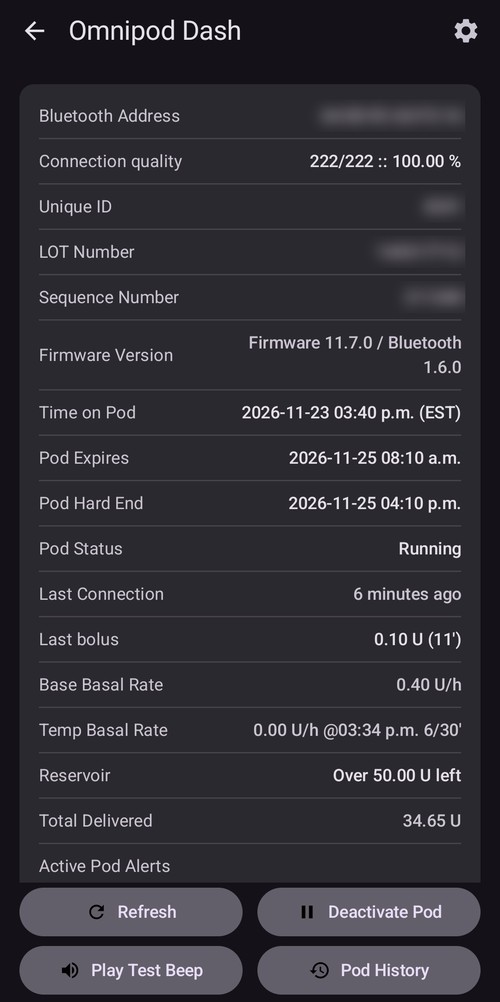 Omnipod Dash
Bluetooth Address
Connection quality 222/222 :: 100.00 %
Unique ID
LOT Number
Sequence Number
Firmware Version Firmware 11.7.0 / Bluetooth
1.6.0
Time on Pod 2026-11-23 03:40 p.m. (EST)
Pod Expires 2026-11-25 08:10 a.m.
Pod Hard End 2026-11-25 04:10 p.m.
Pod Status Running
Last Connection 6 minutes ago
Last bolus 0.10 U (11')
Base Basal Rate 0.40 U/h
Temp Basal Rate 0.00 U/h @03:34 p.m. 6/30'
Reservoir Over 50.00 U left
Total Delivered 34.65 U
Active Pod Alerts
Refresh Deactivate Pod
Play Test Beep Pod History